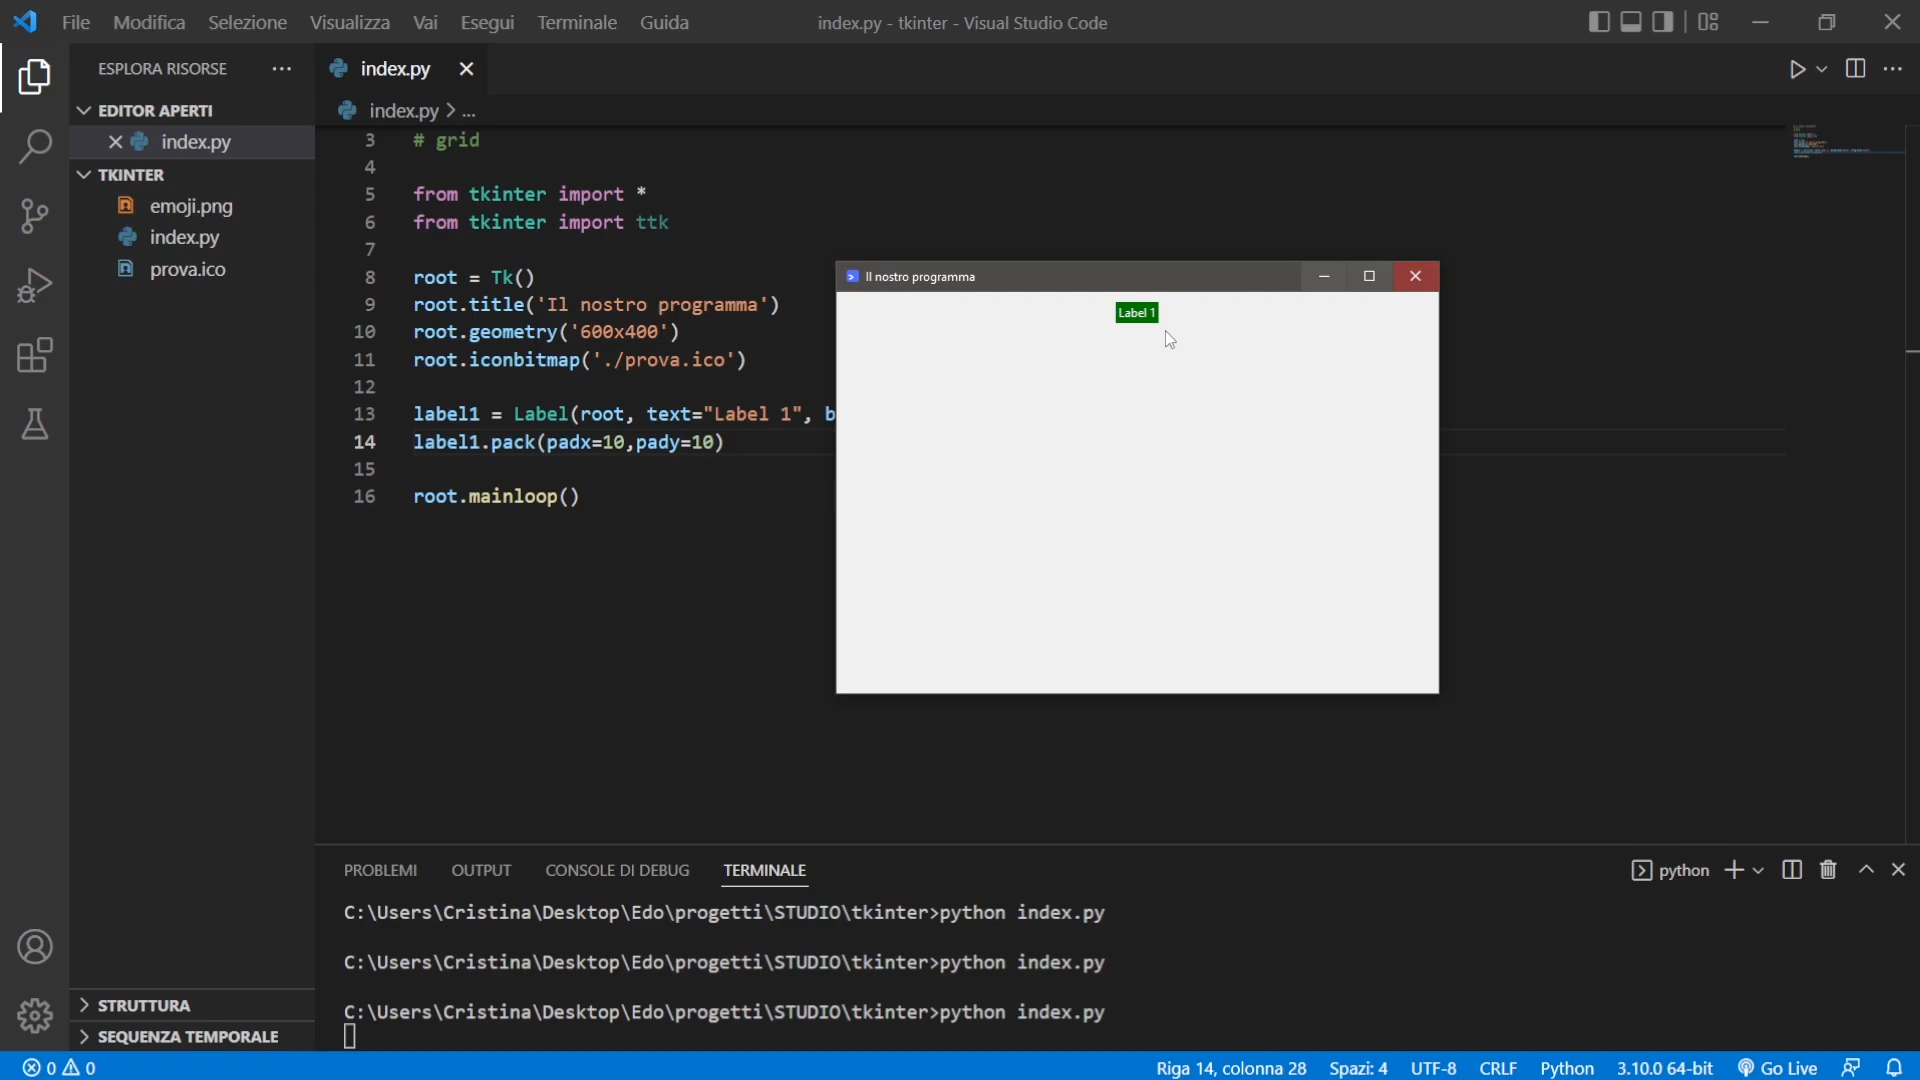 File Modifica Selezione Visualizza Vai Esegui Terminale Guida index.py - tkinter - Visual Studio Code
ESPLORA RISORSE ...
EDITOR APERTI
index.py
TKINTER
emoji.png
index.py
prova.ico
STRUTTURA
SEQUENZA TEMPORALE
index.py
index.py > ...
3 # grid
4
5 from tkinter import *
6 from tkinter import ttk
7
8 root = Tk()
9 root.title('Il nostro programma')
10 root.geometry('600x400')
11 root.iconbitmap('./prova.ico')
12
13 label1 = Label(root, text="Label 1", b
14 label1.pack(padx=10,pady=10)
15
16 root.mainloop()
Il nostro programma
Label 1
PROBLEMI OUTPUT CONSOLE DI DEBUG TERMINALE
python
C:\Users\Cristina\Desktop\Edo\progetti\STUDIO\tkinter>python index.py
C:\Users\Cristina\Desktop\Edo\progetti\STUDIO\tkinter>python index.py
C:\Users\Cristina\Desktop\Edo\progetti\STUDIO\tkinter>python index.py
0 0 Riga 14, colonna 28 Spazi: 4 UTF-8 CRLF Python 3.10.0 64-bit Go Live